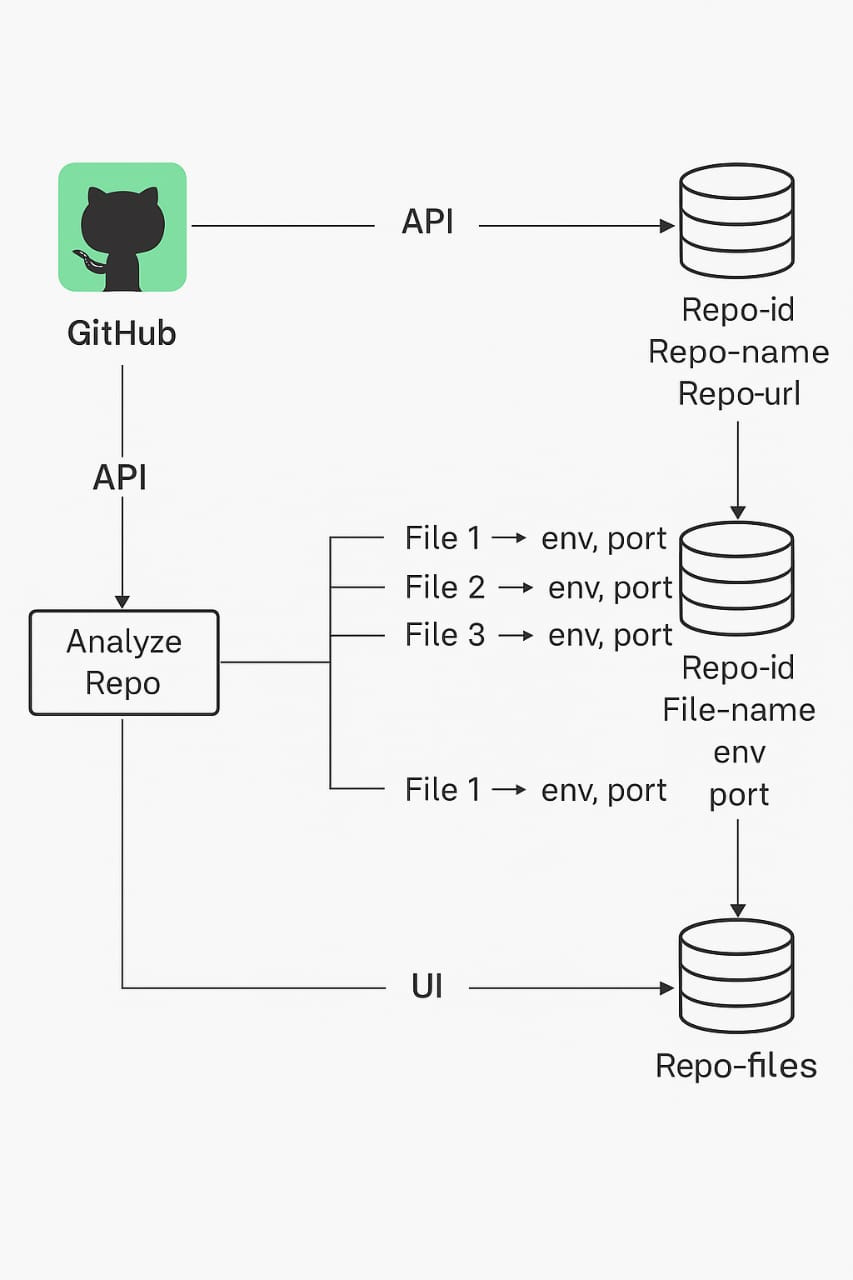 API
GitHub
Repo-id
Repo-name
Repo-url
API
File 1 → env, port
File 2 → env, port
File 3 → env, port
Analyze
Repo
Repo-id
File-name
env
port
File 1 → env, port
UI
Repo-files